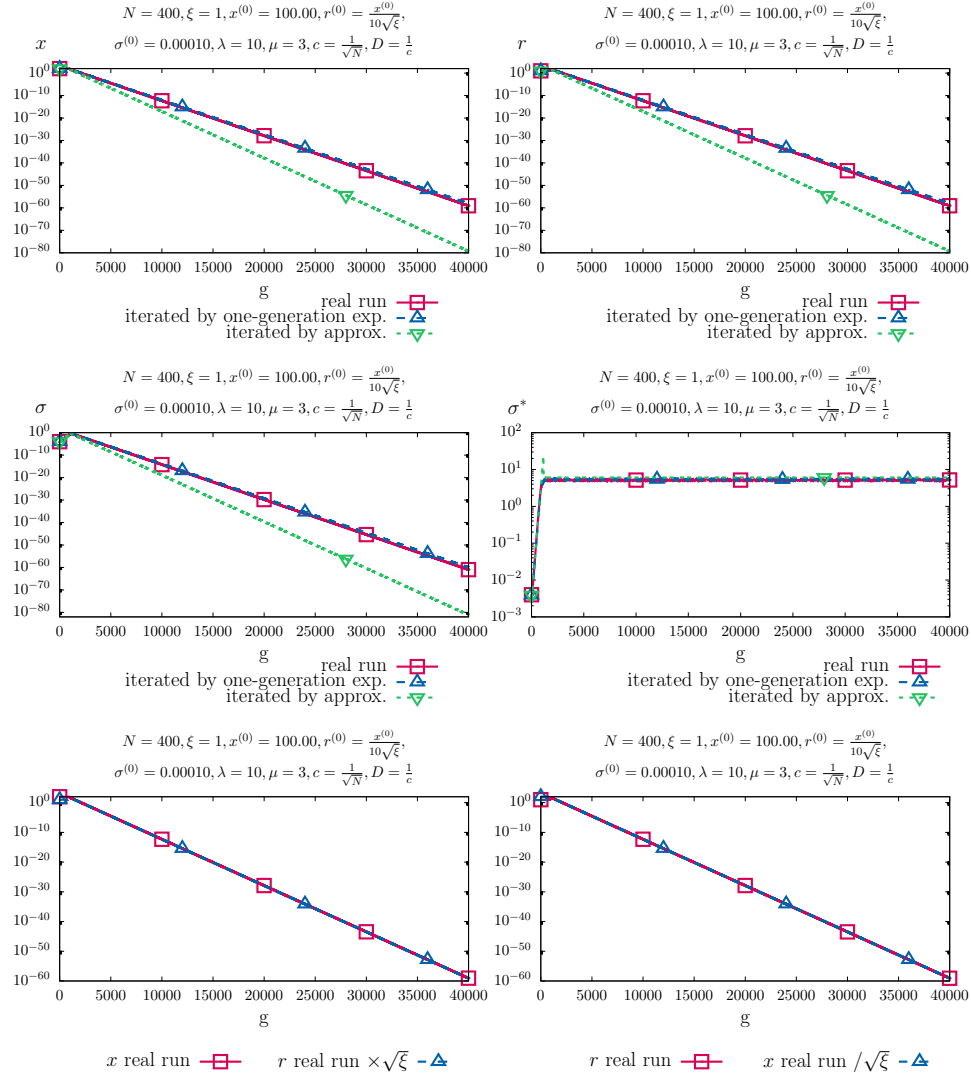 N = 400, ξ = 1, x^(0) = 100.00, r^(0) = x^(0)/(10√ξ),
σ^(0) = 0.00010, λ = 10, μ = 3, c = 1/√N, D = 1/c
x
10^0
10^−10
10^−20
10^−30
10^−40
10^−50
10^−60
10^−70
10^−80
0 5000 10000 15000 20000 25000 30000 35000 40000
g
real run
iterated by one-generation exp.
iterated by approx.
N = 400, ξ = 1, x^(0) = 100.00, r^(0) = x^(0)/(10√ξ),
σ^(0) = 0.00010, λ = 10, μ = 3, c = 1/√N, D = 1/c
r
10^0
10^−10
10^−20
10^−30
10^−40
10^−50
10^−60
10^−70
10^−80
0 5000 10000 15000 20000 25000 30000 35000 40000
g
real run
iterated by one-generation exp.
iterated by approx.
N = 400, ξ = 1, x^(0) = 100.00, r^(0) = x^(0)/(10√ξ),
σ^(0) = 0.00010, λ = 10, μ = 3, c = 1/√N, D = 1/c
σ
10^0
10^−10
10^−20
10^−30
10^−40
10^−50
10^−60
10^−70
10^−80
0 5000 10000 15000 20000 25000 30000 35000 40000
g
real run
iterated by one-generation exp.
iterated by approx.
N = 400, ξ = 1, x^(0) = 100.00, r^(0) = x^(0)/(10√ξ),
σ^(0) = 0.00010, λ = 10, μ = 3, c = 1/√N, D = 1/c
σ*
10^2
10^1
10^0
10^−1
10^−2
10^−3
0 5000 10000 15000 20000 25000 30000 35000 40000
g
real run
iterated by one-generation exp.
iterated by approx.
N = 400, ξ = 1, x^(0) = 100.00, r^(0) = x^(0)/(10√ξ),
σ^(0) = 0.00010, λ = 10, μ = 3, c = 1/√N, D = 1/c
10^0
10^−10
10^−20
10^−30
10^−40
10^−50
10^−60
0 5000 10000 15000 20000 25000 30000 35000 40000
g
x real run r real run ×√ξ
N = 400, ξ = 1, x^(0) = 100.00, r^(0) = x^(0)/(10√ξ),
σ^(0) = 0.00010, λ = 10, μ = 3, c = 1/√N, D = 1/c
10^0
10^−10
10^−20
10^−30
10^−40
10^−50
10^−60
0 5000 10000 15000 20000 25000 30000 35000 40000
g
r real run x real run /√ξ